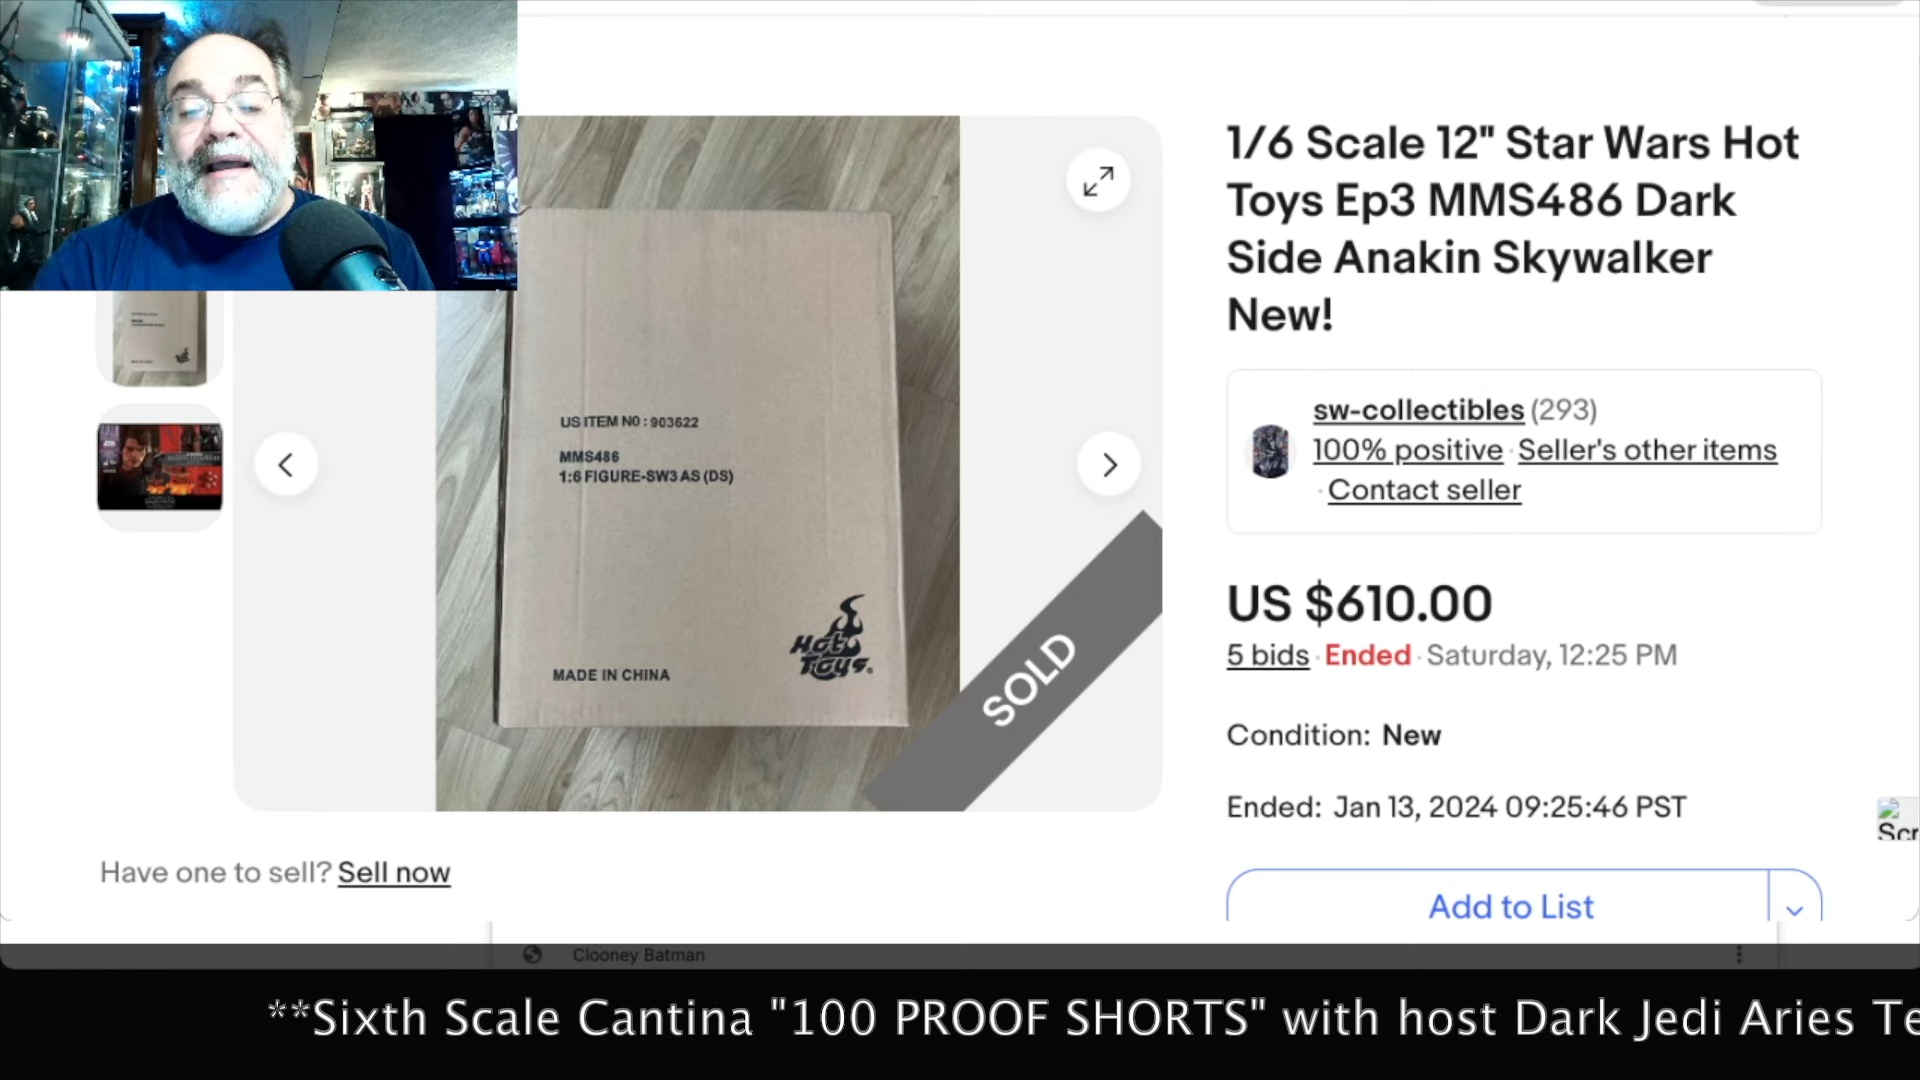 1/6 Scale 12" Star Wars Hot
Toys Ep3 MMS486 Dark
Side Anakin Skywalker
New!
sw-collectibles (293)
100% positive · Seller's other items
· Contact seller
US $610.00
5 bids · Ended · Saturday, 12:25 PM
Condition: New
Ended: Jan 13, 2024 09:25:46 PST
Add to List
US ITEM NO : 903622
MMS486
1:6 FIGURE-SW3 AS (DS)
Hot
Toys®
MADE IN CHINA
SOLD
Have one to sell? Sell now
Scr
Clooney Batman
**Sixth Scale Cantina "100 PROOF SHORTS" with host Dark Jedi Aries Te